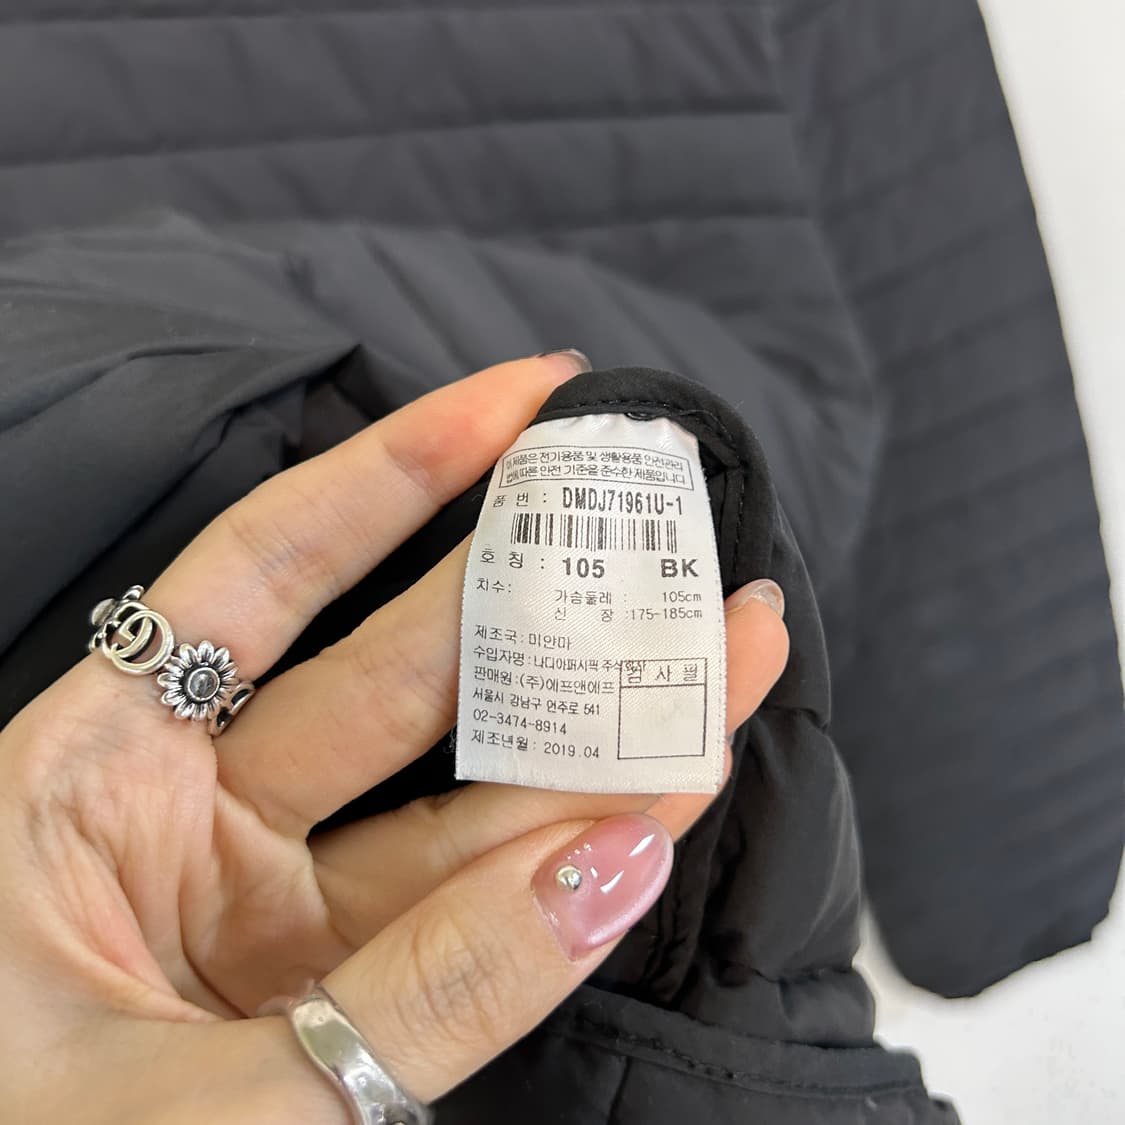 이 제품은 전기용품 및 생활용품 안전관리
법에 따른 안전 기준을 준수한 제품입니다
품 번 : DMDJ71961U-1
호 칭 : 105 BK
치수: 가슴둘레 : 105cm
신 장 :175-185cm
제조국 : 미얀마
수입자명 : 나디아퍼시픽 주식회사
검 사 필
판매원 : (주)에프앤에프
서울시 강남구 언주로 541
02-3474-8914
제조년월 : 2019.04